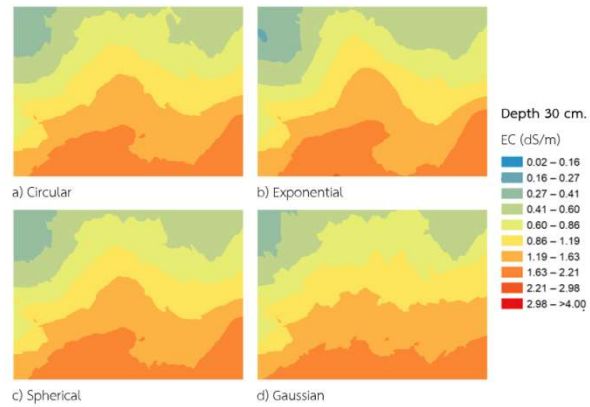 a) Circular
b) Exponential
c) Spherical
d) Gaussian
Depth 30 cm.
EC (dS/m)
0.02 – 0.16
0.16 – 0.27
0.27 – 0.41
0.41 – 0.60
0.60 – 0.86
0.86 – 1.19
1.19 – 1.63
1.63 – 2.21
2.21 – 2.98
2.98 – >4.00